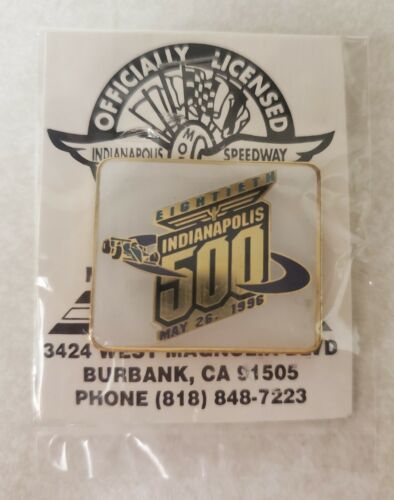 OFFICIALLY LICENSED
INDIANAPOLIS MO SPEEDWAY
EIGHTIETH
INDIANAPOLIS
500
MAY 26, 1996
3424 WEST MAGNOLIA BLVD
BURBANK, CA 91505
PHONE (818) 848-7223